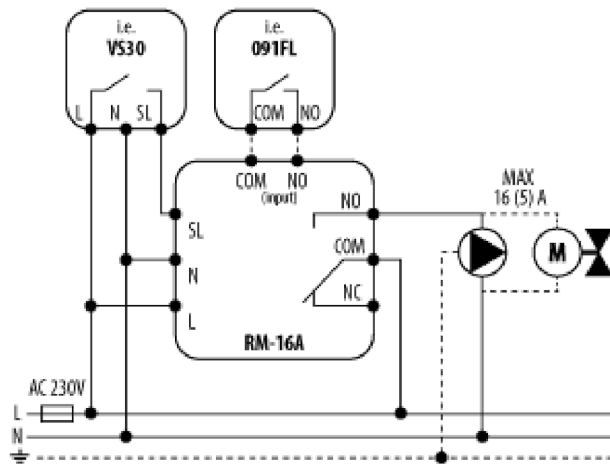 i.e.
VS30
L N SL
i.e.
091FL
COM NO
COM NO
(input)
SL
N
L
NO
COM
NC
RM-16A
MAX
16 (5) A
M
AC 230V
L
N